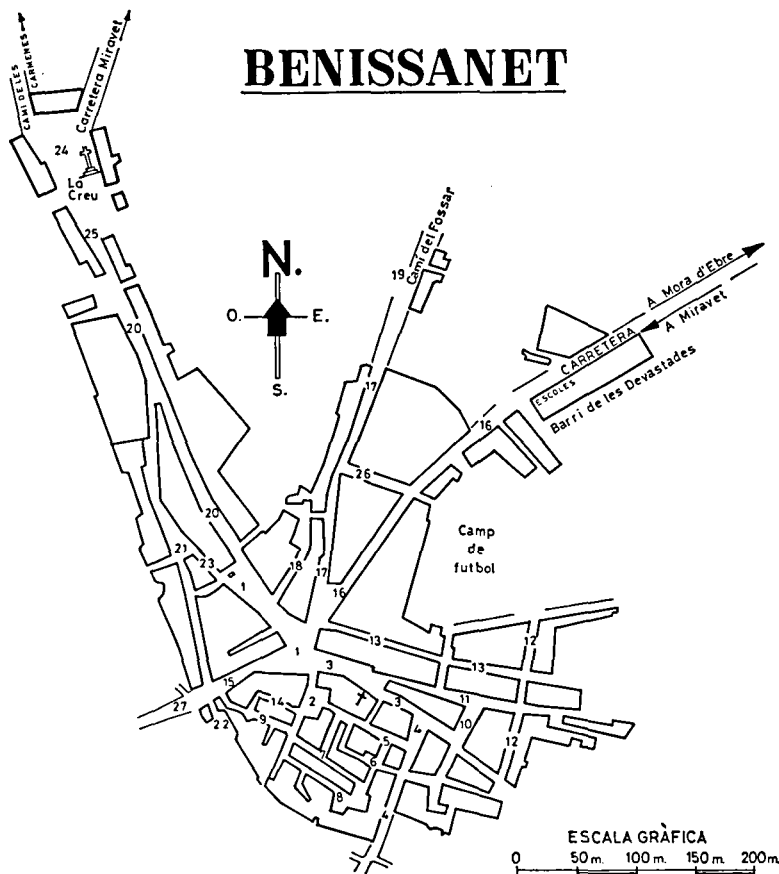 BENISSANET
CAMI DE LES
CARMENES
Carretera Miravet
24
La
Creu
25
20
N.
O.
E.
S.
Camí del Fossar
19
A Mora d'Ebre
A Miravet
CARRETERA
ESCOLES
Barri de les Devastades
17
16
26
20
Camp
de
futbol
21
23
1
18
17
16
13
12
1
3
13
15
14
2
3
11
27
22
9
10
4
5
12
7
6
8
4
ESCALA GRÀFICA
0 50 m. 100 m. 150 m. 200 m.